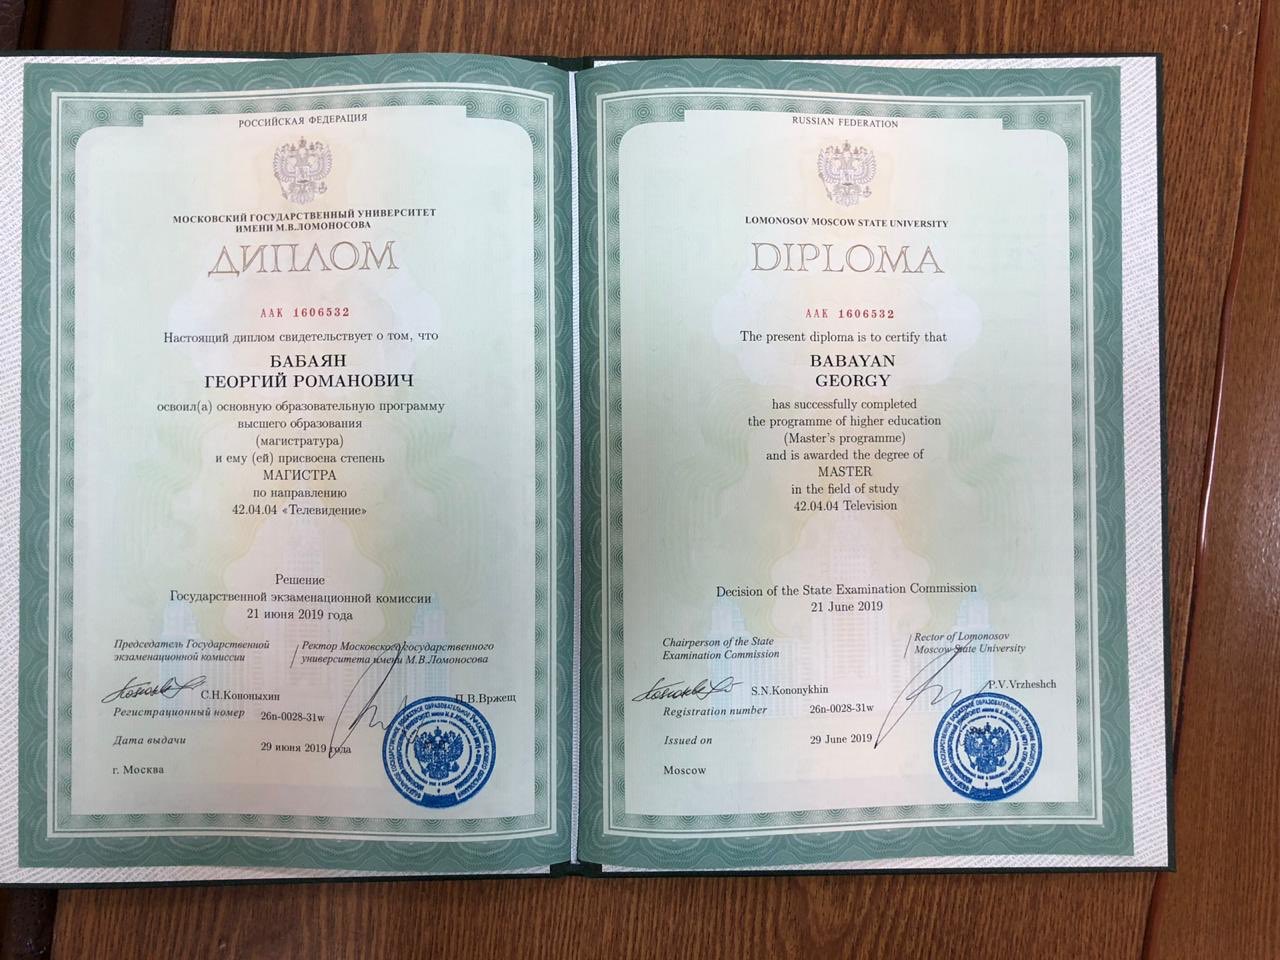 РОССИЙСКАЯ ФЕДЕРАЦИЯ
МОСКОВСКИЙ ГОСУДАРСТВЕННЫЙ УНИВЕРСИТЕТ
ИМЕНИ М.В.ЛОМОНОСОВА
ДИПЛОМ
ААК 1606532
Настоящий диплом свидетельствует о том, что
БАБАЯН
ГЕОРГИЙ РОМАНОВИЧ
освоил(а) основную образовательную программу
высшего образования
(магистратура)
и ему (ей) присвоена степень
МАГИСТРА
по направлению
42.04.04 «Телевидение»
Решение
Государственной экзаменационной комиссии
21 июня 2019 года
Председатель Государственной
экзаменационной комиссии
Ректор Московского государственного
университета имени М.В.Ломоносова
С.Н.Кононыхин
П.В.Вржещ
Регистрационный номер 26п-0028-31w
Дата выдачи 29 июня 2019 года
г. Москва
RUSSIAN FEDERATION
LOMONOSOV MOSCOW STATE UNIVERSITY
DIPLOMA
ААК 1606532
The present diploma is to certify that
BABAYAN
GEORGY
has successfully completed
the programme of higher education
(Master's programme)
and is awarded the degree of
MASTER
in the field of study
42.04.04 Television
Decision of the State Examination Commission
21 June 2019
Chairperson of the State
Examination Commission
Rector of Lomonosov
Moscow State University
S.N.Kononykhin
P.V.Vrzheshch
Registration number 26п-0028-31w
Issued on 29 June 2019
Moscow